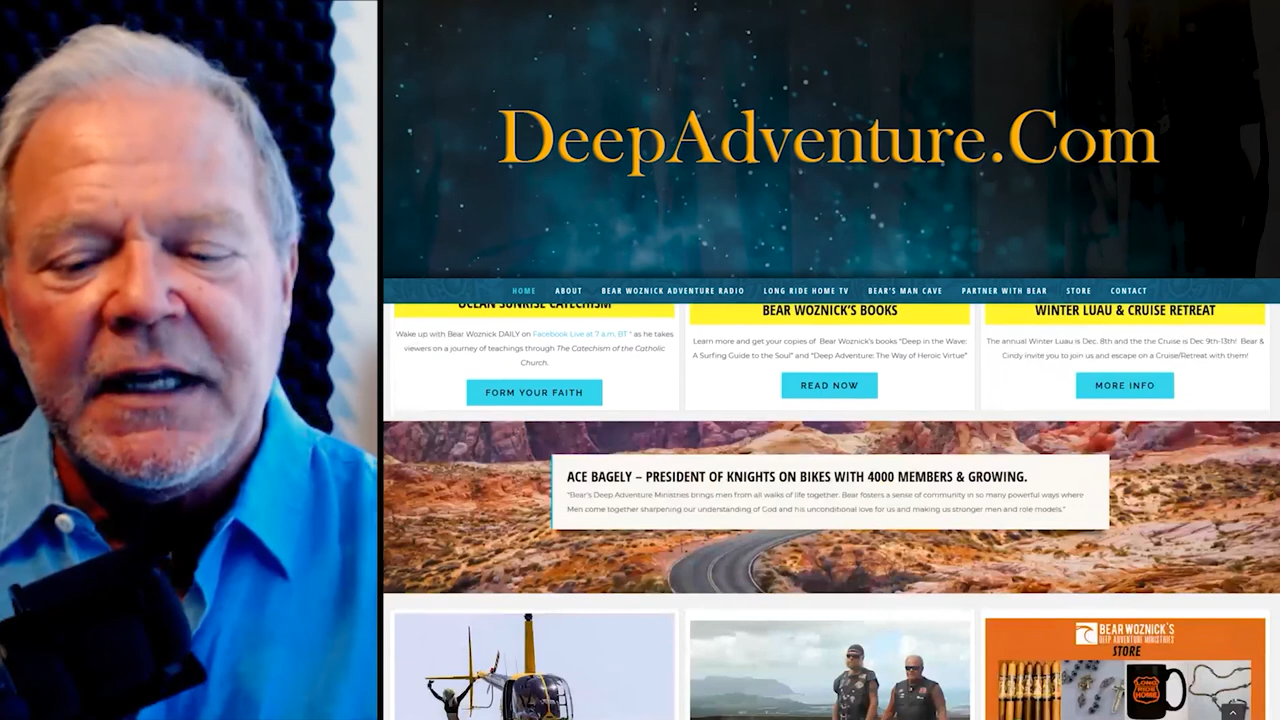 DeepAdventure.Com
HOME ABOUT BEAR WOZNICK ADVENTURE RADIO LONG RIDE HOME TV BEAR'S MAN CAVE PARTNER WITH BEAR STORE CONTACT
OCEAN SUNRISE CATECHISM
Wake up with Bear Woznick DAILY on Facebook Live at 7 a.m. BT * as he takes
viewers on a journey of teachings through The Catechism of the Catholic
Church.
FORM YOUR FAITH
BEAR WOZNICK'S BOOKS
Learn more and get your copies of Bear Woznick's books "Deep in the Wave:
A Surfing Guide to the Soul" and "Deep Adventure: The Way of Heroic Virtue"
READ NOW
WINTER LUAU & CRUISE RETREAT
The annual Winter Luau is Dec. 8th and the the Cruise is Dec 9th-13th! Bear &
Cindy invite you to join us and escape on a Cruise/Retreat with them!
MORE INFO
ACE BAGELY – PRESIDENT OF KNIGHTS ON BIKES WITH 4000 MEMBERS & GROWING.
"Bear's Deep Adventure Ministries brings men from all walks of life together. Bear fosters a sense of community in so many powerful ways where
Men come together sharpening our understanding of God and his unconditional love for us and making us stronger men and role models."
BEAR WOZNICK'S
DEEP ADVENTURE MINISTRIES
STORE
LONG
RIDE
HOME